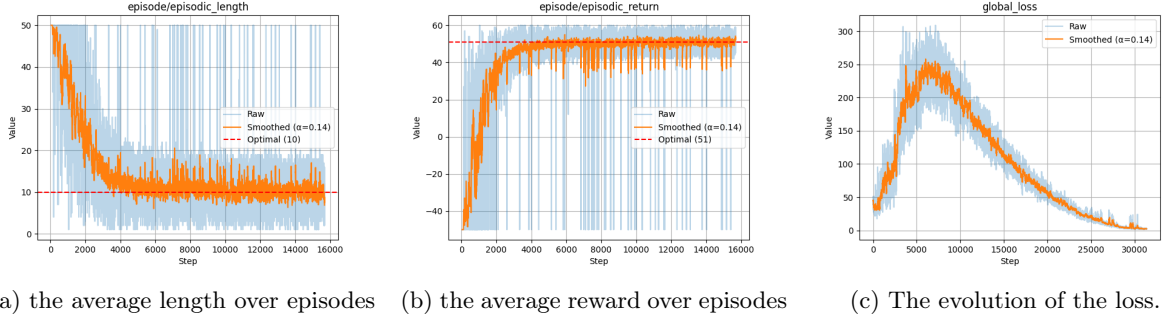 episode/episodic_length
50
40
30
20
10
0
Value
Raw
Smoothed (α=0.14)
Optimal (10)
0
2000
4000
6000
8000
10000
12000
14000
16000
Step
episode/episodic_return
60
40
20
0
−20
−40
Value
Raw
Smoothed (α=0.14)
Optimal (51)
0
2000
4000
6000
8000
10000
12000
14000
16000
Step
global_loss
300
250
200
150
100
50
0
Value
Raw
Smoothed (α=0.14)
0
5000
10000
15000
20000
25000
30000
Step
a) the average length over episodes
(b) the average reward over episodes
(c) The evolution of the loss.